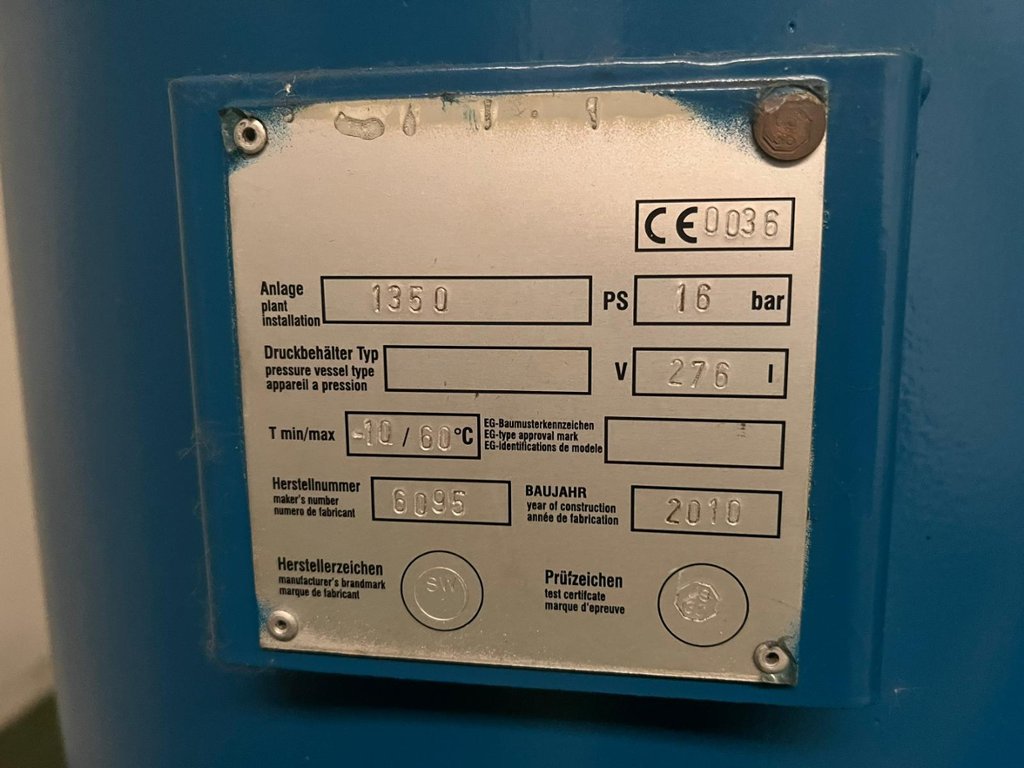 CE 0036
Anlage
plant
installation
1350
PS 16 bar
Druckbehälter Typ
pressure vessel type
appareil a pression
V 276 l
T min/max -10 / 60 °C
EG-Baumusterkennzeichen
EG-type approval mark
EG-identifications de modele
Herstellnummer
maker's number
numero de fabricant
6095
BAUJAHR
year of construction
année de fabrication
2010
Herstellerzeichen
manufacturer's brandmark
marque de fabricant
SW
Prüfzeichen
test certifcate
marque d'epreuve